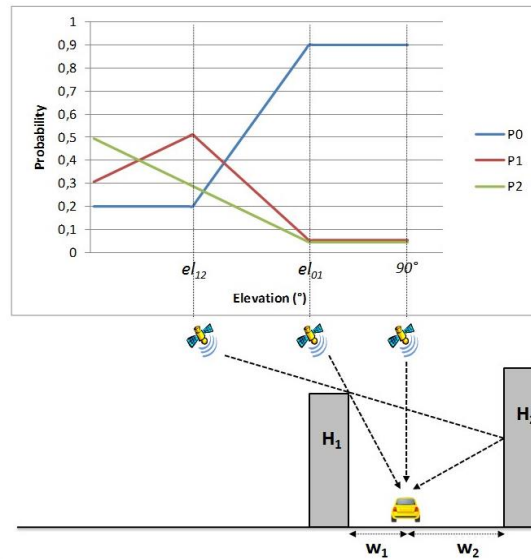 1
0,9
0,8
0,7
0,6
0,5
0,4
0,3
0,2
0,1
0
Probability
el12
el01
90°
Elevation (°)
P0
P1
P2
H1
H2
w1
w2